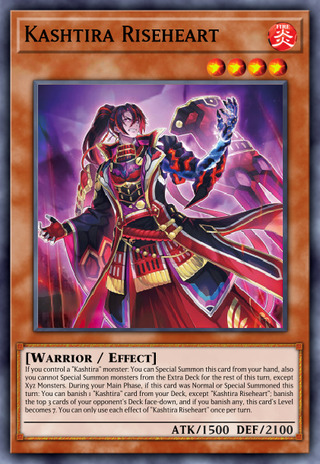 Kashtira Riseheart
FIRE
炎
[Warrior / Effect]
If you control a "Kashtira" monster: You can Special Summon this card from your hand, also
you cannot Special Summon monsters from the Extra Deck for the rest of this turn, except
Xyz Monsters. During your Main Phase, if this card was Normal or Special Summoned this
turn: You can banish 1 "Kashtira" card from your Deck, except "Kashtira Riseheart"; banish
the top 3 cards of your opponent's Deck face-down, and if you banish any, this card's Level
becomes 7. You can only use each effect of "Kashtira Riseheart" once per turn.
ATK/1500 DEF/2100